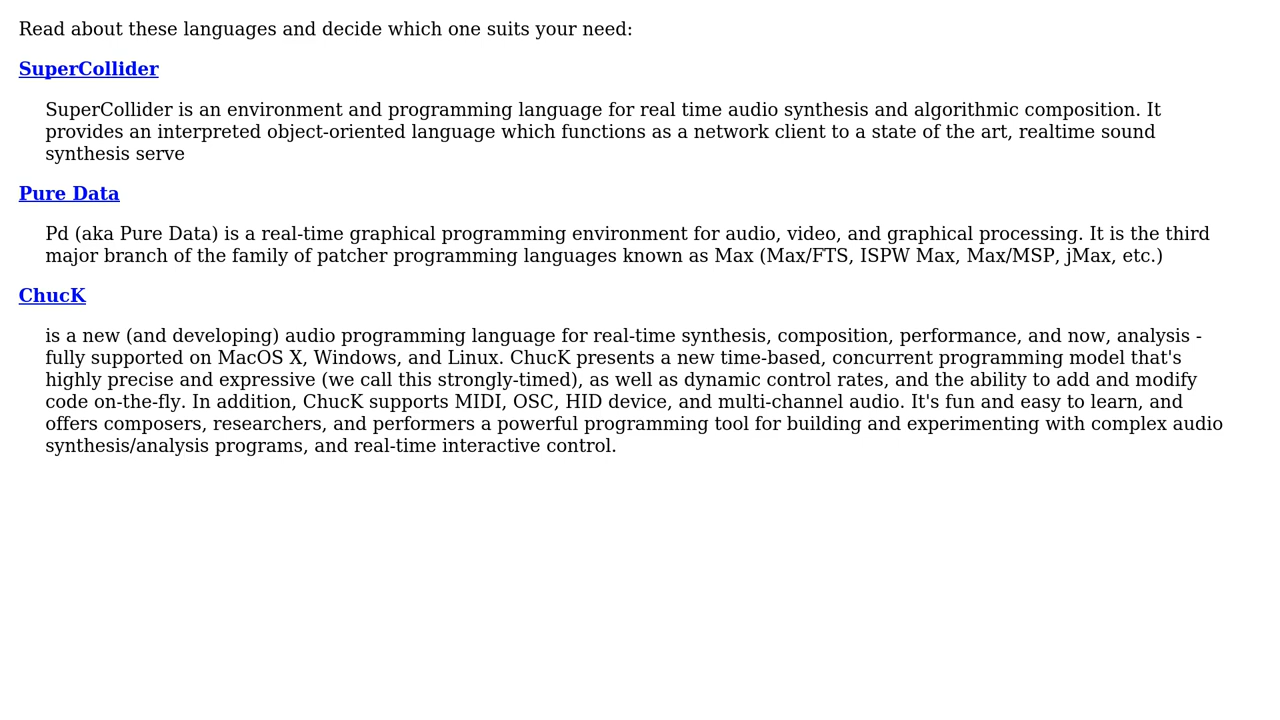 Read about these languages and decide which one suits your need:
SuperCollider
SuperCollider is an environment and programming language for real time audio synthesis and algorithmic composition. It
provides an interpreted object-oriented language which functions as a network client to a state of the art, realtime sound
synthesis serve
Pure Data
Pd (aka Pure Data) is a real-time graphical programming environment for audio, video, and graphical processing. It is the third
major branch of the family of patcher programming languages known as Max (Max/FTS, ISPW Max, Max/MSP, jMax, etc.)
ChucK
is a new (and developing) audio programming language for real-time synthesis, composition, performance, and now, analysis -
fully supported on MacOS X, Windows, and Linux. ChucK presents a new time-based, concurrent programming model that's
highly precise and expressive (we call this strongly-timed), as well as dynamic control rates, and the ability to add and modify
code on-the-fly. In addition, ChucK supports MIDI, OSC, HID device, and multi-channel audio. It's fun and easy to learn, and
offers composers, researchers, and performers a powerful programming tool for building and experimenting with complex audio
synthesis/analysis programs, and real-time interactive control.